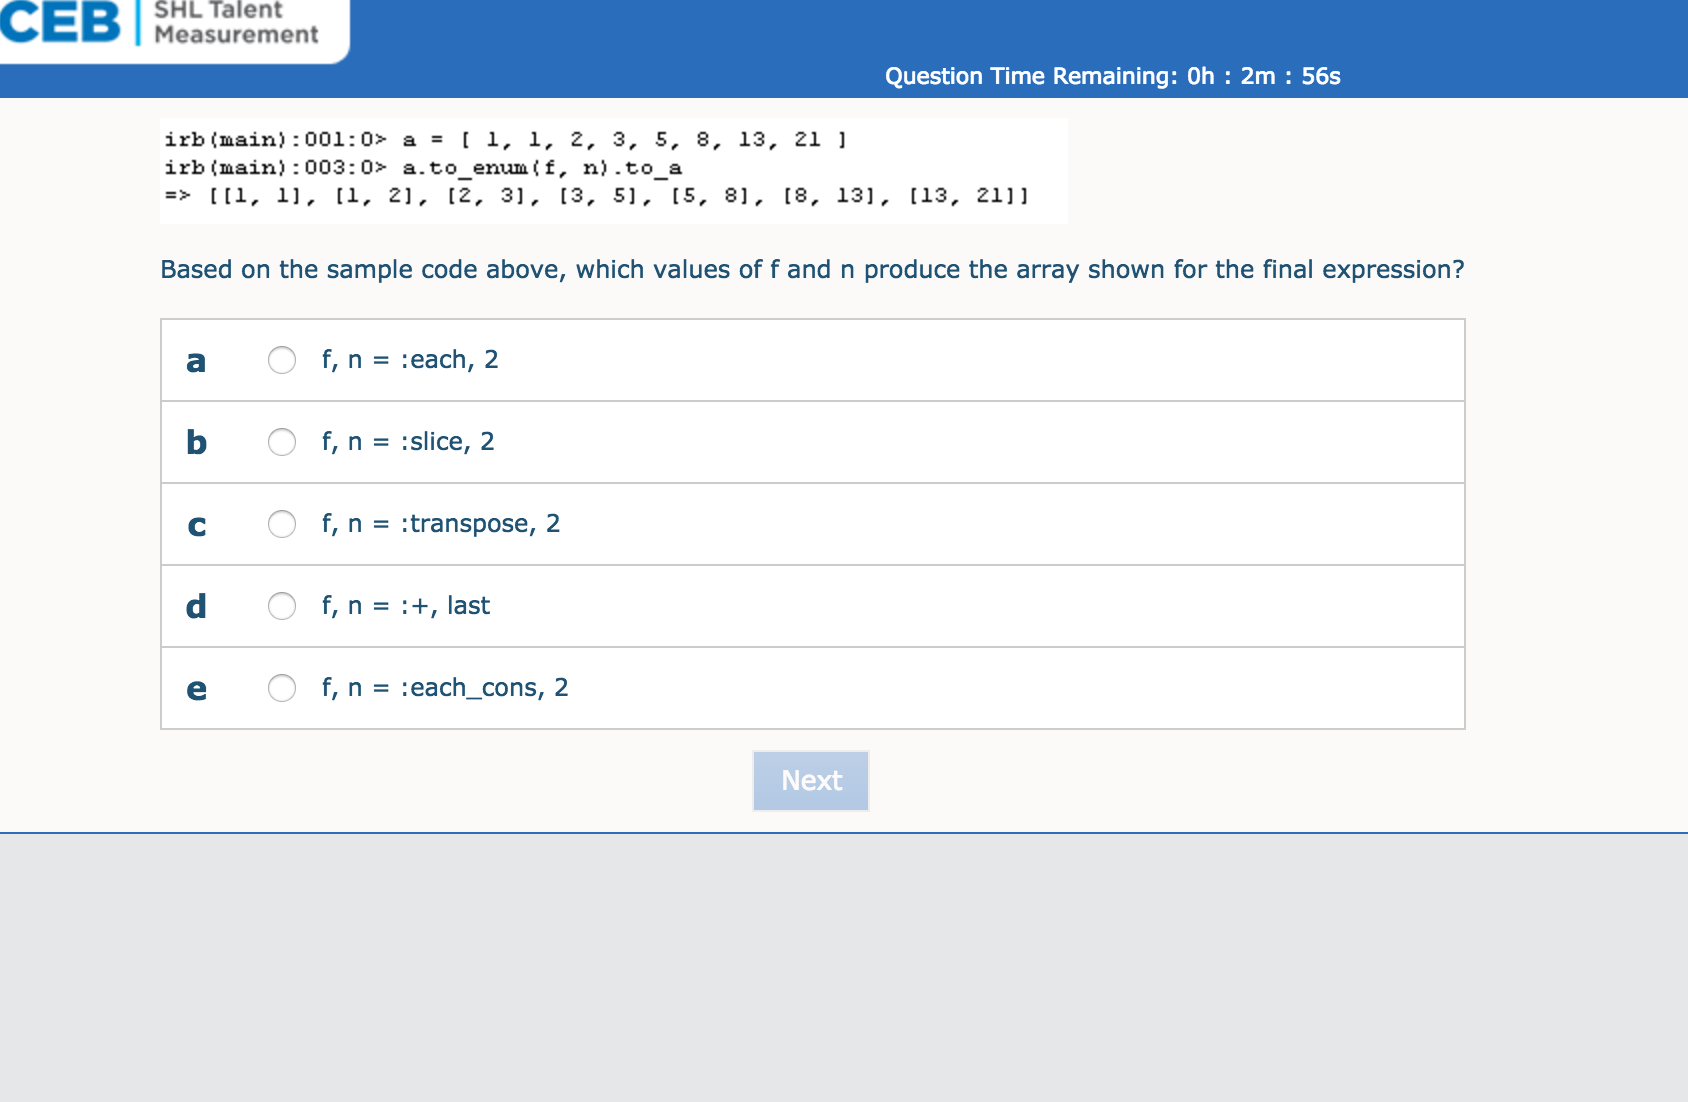 CEB
SHL Talent
Measurement
Question Time Remaining: 0h : 2m : 56s
irb(main):001:0> a = [ 1, 1, 2, 3, 5, 8, 13, 21 ]
irb(main):003:0> a.to_enum(f, n).to_a
=> [[1, 1], [1, 2], [2, 3], [3, 5], [5, 8], [8, 13], [13, 21]]
Based on the sample code above, which values of f and n produce the array shown for the final expression?
a f, n = :each, 2
b f, n = :slice, 2
c f, n = :transpose, 2
d f, n = :+, last
e f, n = :each_cons, 2
Next